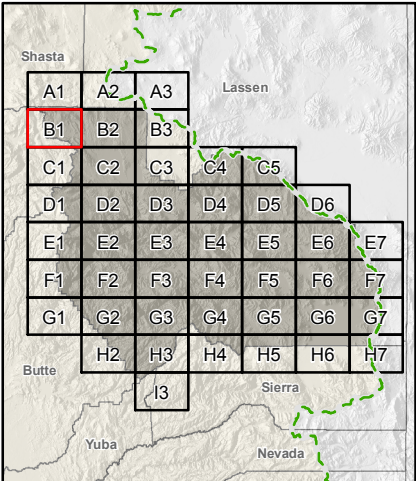 Shasta
Lassen
A1 A2 A3
B1 B2 B3
C1 C2 C3 C4 C5
D1 D2 D3 D4 D5 D6
E1 E2 E3 E4 E5 E6 E7
F1 F2 F3 F4 F5 F6 F7
G1 G2 G3 G4 G5 G6 G7
H2 H3 H4 H5 H6 H7
Butte
I3
Sierra
Yuba
Nevada